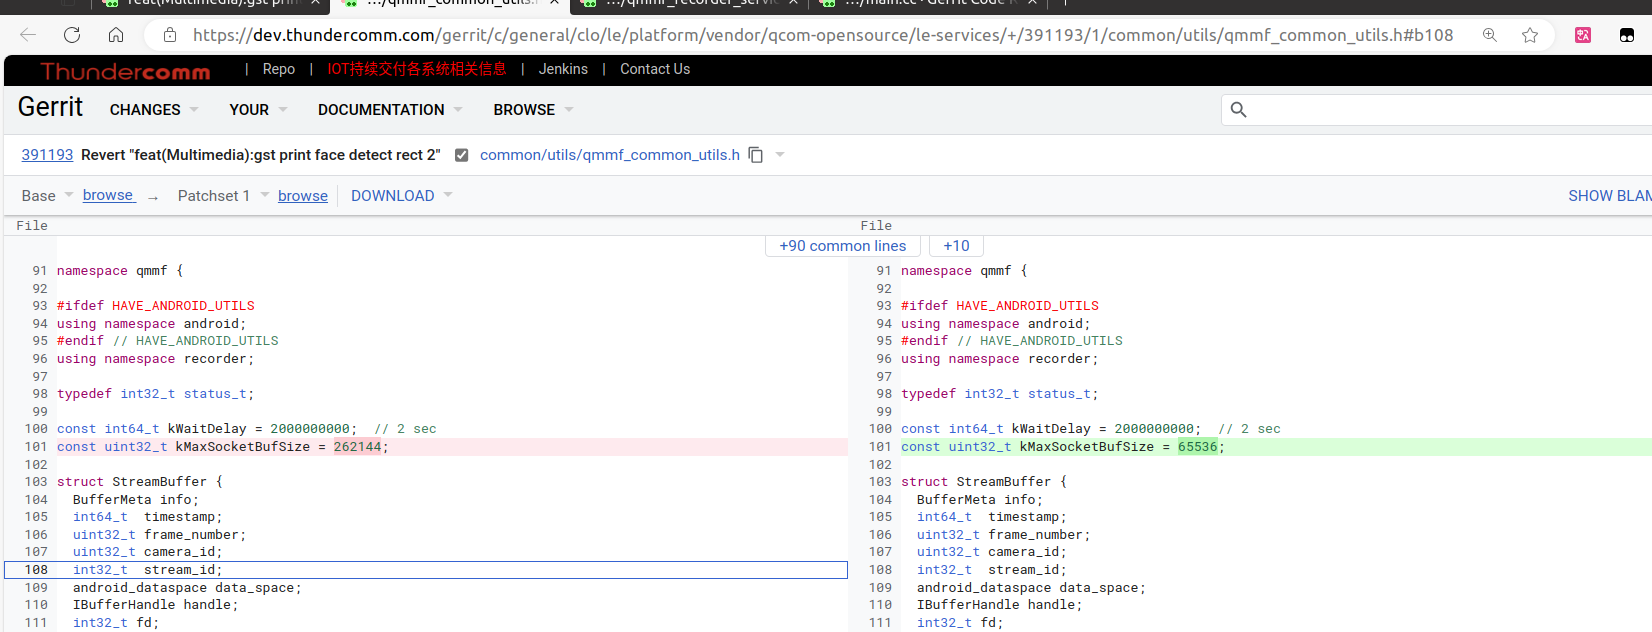 feat(Multimedia):gst print
.../qmmf_common_utils.h
.../qmmf_recorder_servic
.../main.cc · Gerrit Code R
https://dev.thundercomm.com/gerrit/c/general/clo/le/platform/vendor/qcom-opensource/le-services/+/391193/1/common/utils/qmmf_common_utils.h#b108
Thundercomm | Repo | IOT持续交付各系统相关信息 | Jenkins | Contact Us
Gerrit CHANGES YOUR DOCUMENTATION BROWSE
391193 Revert "feat(Multimedia):gst print face detect rect 2" common/utils/qmmf_common_utils.h
Base browse → Patchset 1 browse DOWNLOAD SHOW BLAM
File File
+90 common lines +10
91 namespace qmmf { 91 namespace qmmf {
92 92
93 #ifdef HAVE_ANDROID_UTILS 93 #ifdef HAVE_ANDROID_UTILS
94 using namespace android; 94 using namespace android;
95 #endif // HAVE_ANDROID_UTILS 95 #endif // HAVE_ANDROID_UTILS
96 using namespace recorder; 96 using namespace recorder;
97 97
98 typedef int32_t status_t; 98 typedef int32_t status_t;
99 99
100 const int64_t kWaitDelay = 2000000000; // 2 sec 100 const int64_t kWaitDelay = 2000000000; // 2 sec
101 const uint32_t kMaxSocketBufSize = 262144; 101 const uint32_t kMaxSocketBufSize = 65536;
102 102
103 struct StreamBuffer { 103 struct StreamBuffer {
104 BufferMeta info; 104 BufferMeta info;
105 int64_t timestamp; 105 int64_t timestamp;
106 uint32_t frame_number; 106 uint32_t frame_number;
107 uint32_t camera_id; 107 uint32_t camera_id;
108 int32_t stream_id; 108 int32_t stream_id;
109 android_dataspace data_space; 109 android_dataspace data_space;
110 IBufferHandle handle; 110 IBufferHandle handle;
111 int32_t fd; 111 int32_t fd;